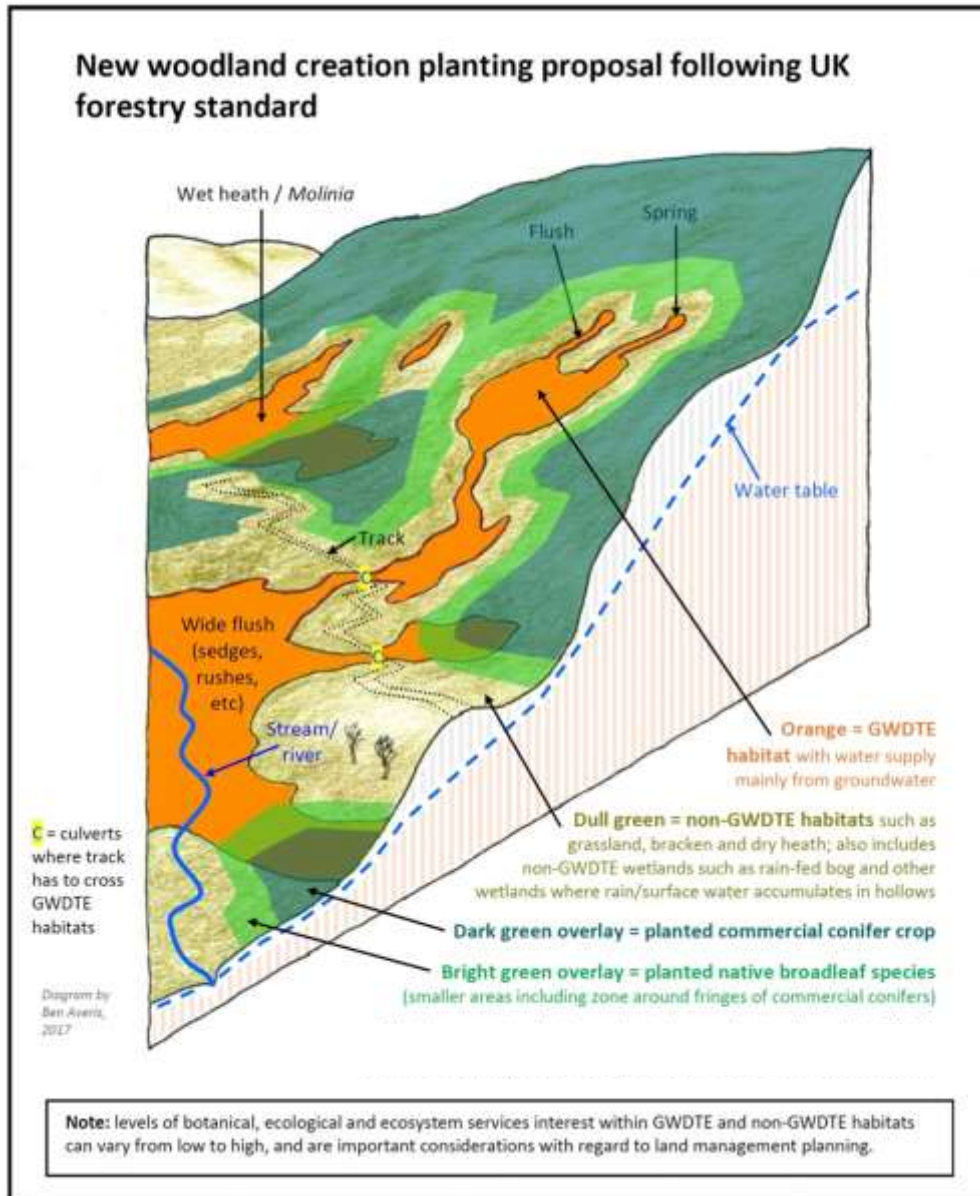 New woodland creation planting proposal following UK
forestry standard
Wet heath / Molinia
Flush
Spring
Water table
Track
C
C
Wide flush
(sedges,
rushes,
etc)
Stream/
river
Orange = GWDTE
habitat with water supply
mainly from groundwater
C = culverts
where track
has to cross
GWDTE
habitats
Dull green = non-GWDTE habitats such as
grassland, bracken and dry heath; also includes
non-GWDTE wetlands such as rain-fed bog and other
wetlands where rain/surface water accumulates in hollows
Dark green overlay = planted commercial conifer crop
Bright green overlay = planted native broadleaf species
(smaller areas including zone around fringes of commercial conifers)
Diagram by
Ben Averis,
2017
Note: levels of botanical, ecological and ecosystem services interest within GWDTE and non-GWDTE habitats
can vary from low to high, and are important considerations with regard to land management planning.